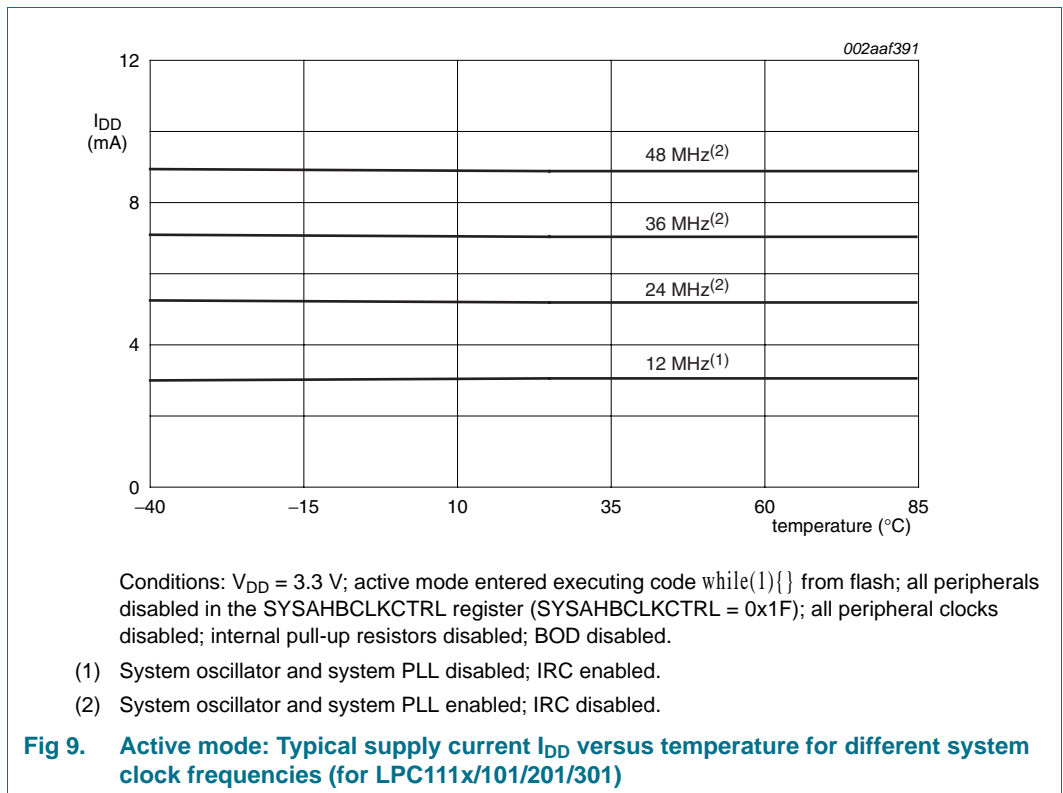 002aaf391
12
IDD
(mA)
48 MHz(2)
8
36 MHz(2)
24 MHz(2)
4
12 MHz(1)
0
−40 −15 10 35 60 85
temperature (°C)
Conditions: VDD = 3.3 V; active mode entered executing code while(1){} from flash; all peripherals
disabled in the SYSAHBCLKCTRL register (SYSAHBCLKCTRL = 0x1F); all peripheral clocks
disabled; internal pull-up resistors disabled; BOD disabled.
(1) System oscillator and system PLL disabled; IRC enabled.
(2) System oscillator and system PLL enabled; IRC disabled.
Fig 9. Active mode: Typical supply current IDD versus temperature for different system
clock frequencies (for LPC111x/101/201/301)